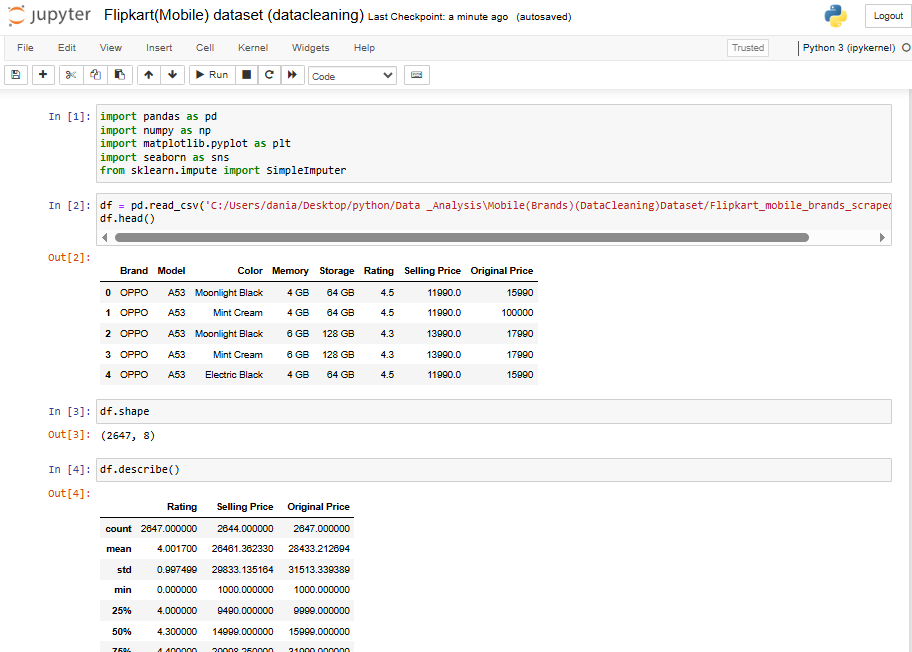 jupyter Flipkart(Mobile) dataset (datacleaning) Last Checkpoint: a minute ago (autosaved)
Logout
File Edit View Insert Cell Kernel Widgets Help
Trusted Python 3 (ipykernel)
Run Code
In [1]: import pandas as pd
import numpy as np
import matplotlib.pyplot as plt
import seaborn as sns
from sklearn.impute import SimpleImputer
In [2]: df = pd.read_csv('C:/Users/dania/Desktop/python/Data _Analysis\Mobile(Brands)(DataCleaning)Dataset/Flipkart_mobile_brands_scraped
df.head()
Out[2]:
Brand Model Color Memory Storage Rating Selling Price Original Price
0 OPPO A53 Moonlight Black 4 GB 64 GB 4.5 11990.0 15990
1 OPPO A53 Mint Cream 4 GB 64 GB 4.5 11990.0 100000
2 OPPO A53 Moonlight Black 6 GB 128 GB 4.3 13990.0 17990
3 OPPO A53 Mint Cream 6 GB 128 GB 4.3 13990.0 17990
4 OPPO A53 Electric Black 4 GB 64 GB 4.5 11990.0 15990
In [3]: df.shape
Out[3]: (2647, 8)
In [4]: df.describe()
Out[4]:
Rating Selling Price Original Price
count 2647.000000 2644.000000 2647.000000
mean 4.001700 26461.362330 28433.212694
std 0.997499 29833.135164 31513.339389
min 0.000000 1000.000000 1000.000000
25% 4.000000 9490.000000 9999.000000
50% 4.300000 14999.000000 15999.000000
75% 4.400000